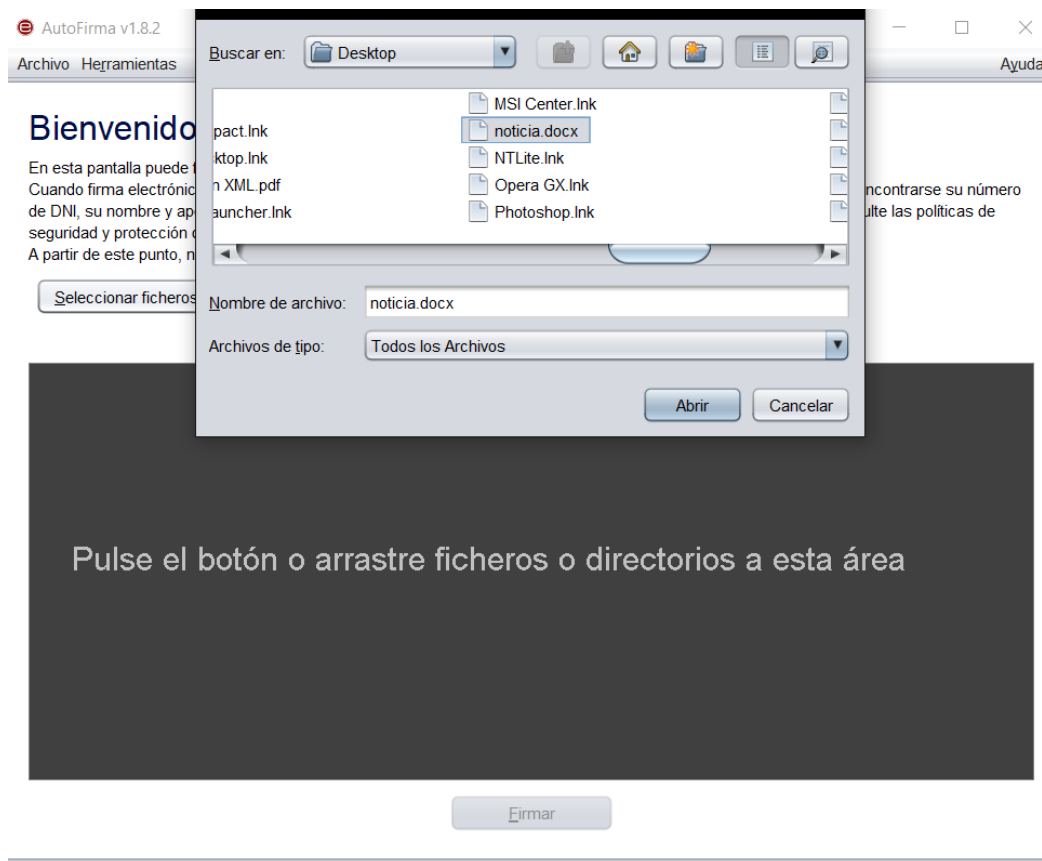 AutoFirma v1.8.2
Archivo Herramientas
Ayuda
Buscar en: Desktop
MSI Center.lnk
pact.lnk
noticia.docx
ktop.lnk
NTLite.lnk
n XML.pdf
Opera GX.lnk
auncher.lnk
Photoshop.lnk
Nombre de archivo: noticia.docx
Archivos de tipo: Todos los Archivos
Abrir Cancelar
Bienvenido
En esta pantalla puede
Cuando firma electrónic
ncontrarse su número
de DNI, su nombre y ap
ulte las políticas de
seguridad y protección
A partir de este punto, n
Seleccionar ficheros
Pulse el botón o arrastre ficheros o directorios a esta área
Firmar